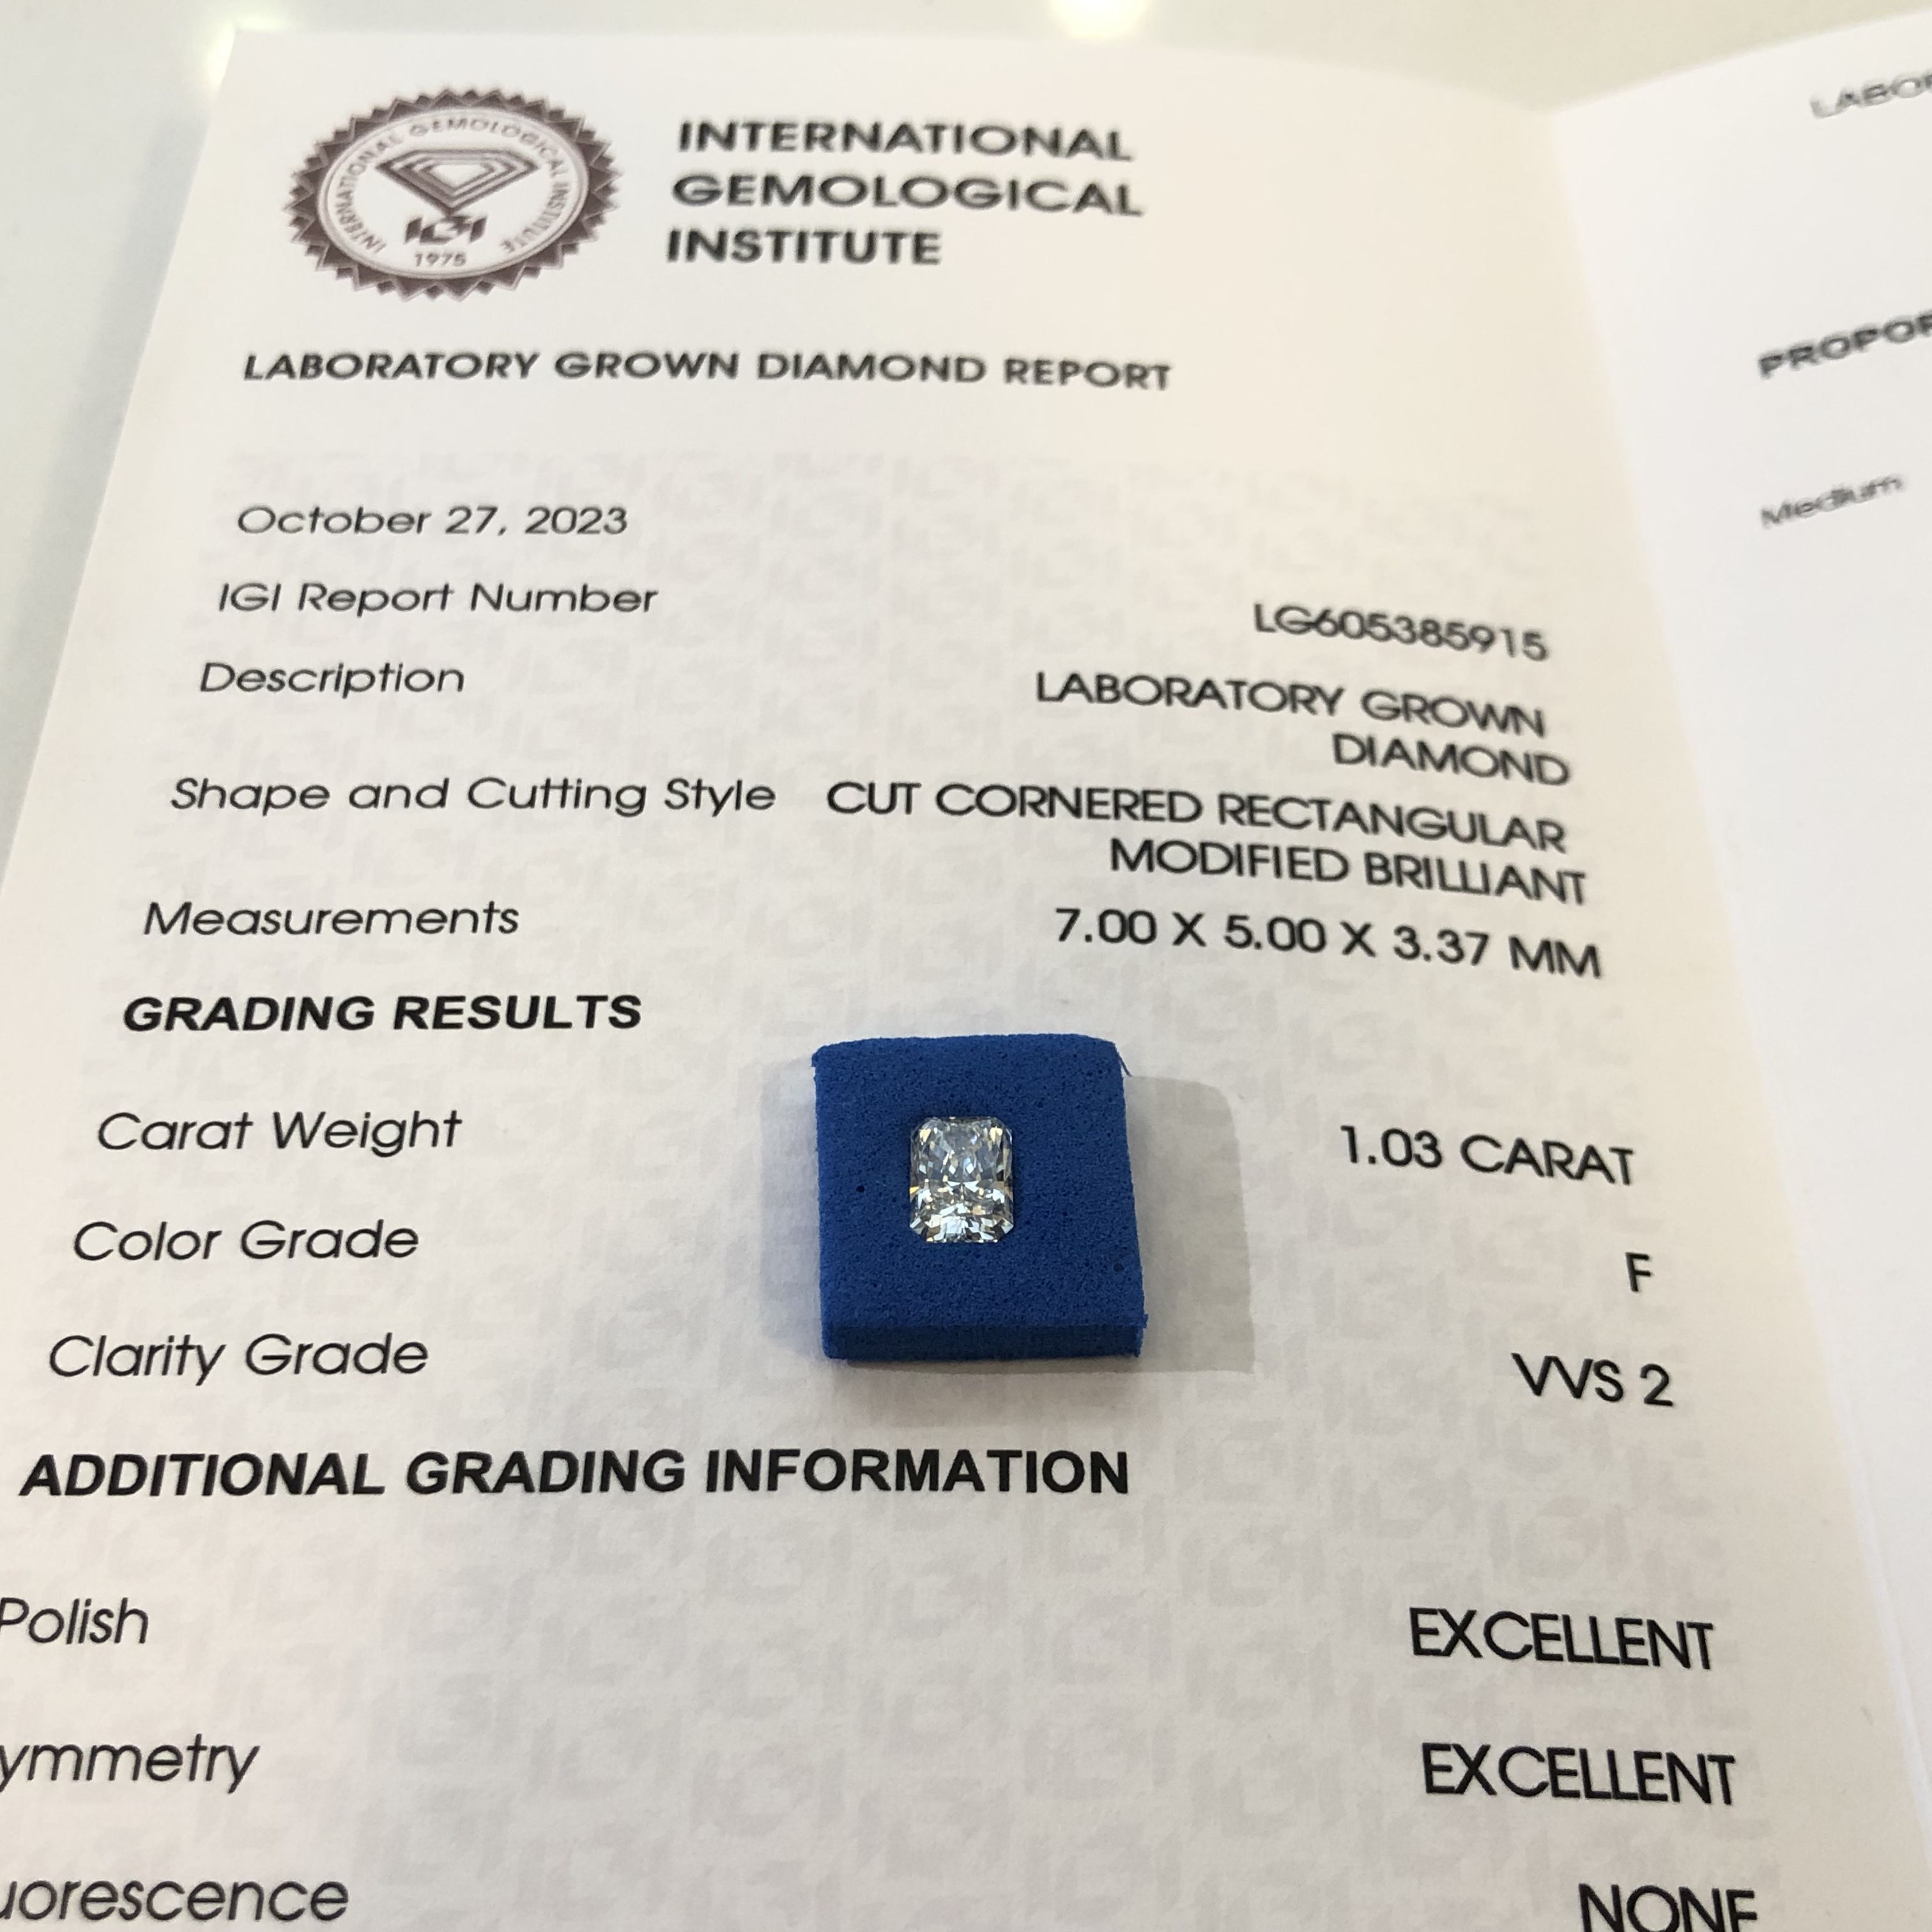 INTERNATIONAL GEMOLOGICAL INSTITUTE
IGI
1975
INTERNATIONAL
GEMOLOGICAL
INSTITUTE
LABORATORY GROWN DIAMOND REPORT
October 27, 2023
IGI Report Number LG605385915
Description LABORATORY GROWN
DIAMOND
Shape and Cutting Style CUT CORNERED RECTANGULAR
MODIFIED BRILLIANT
Measurements 7.00 X 5.00 X 3.37 MM
GRADING RESULTS
Carat Weight 1.03 CARAT
Color Grade F
Clarity Grade VVS 2
ADDITIONAL GRADING INFORMATION
Polish EXCELLENT
ymmetry EXCELLENT
uorescence NONE
LABOR
PROPOR
Medium